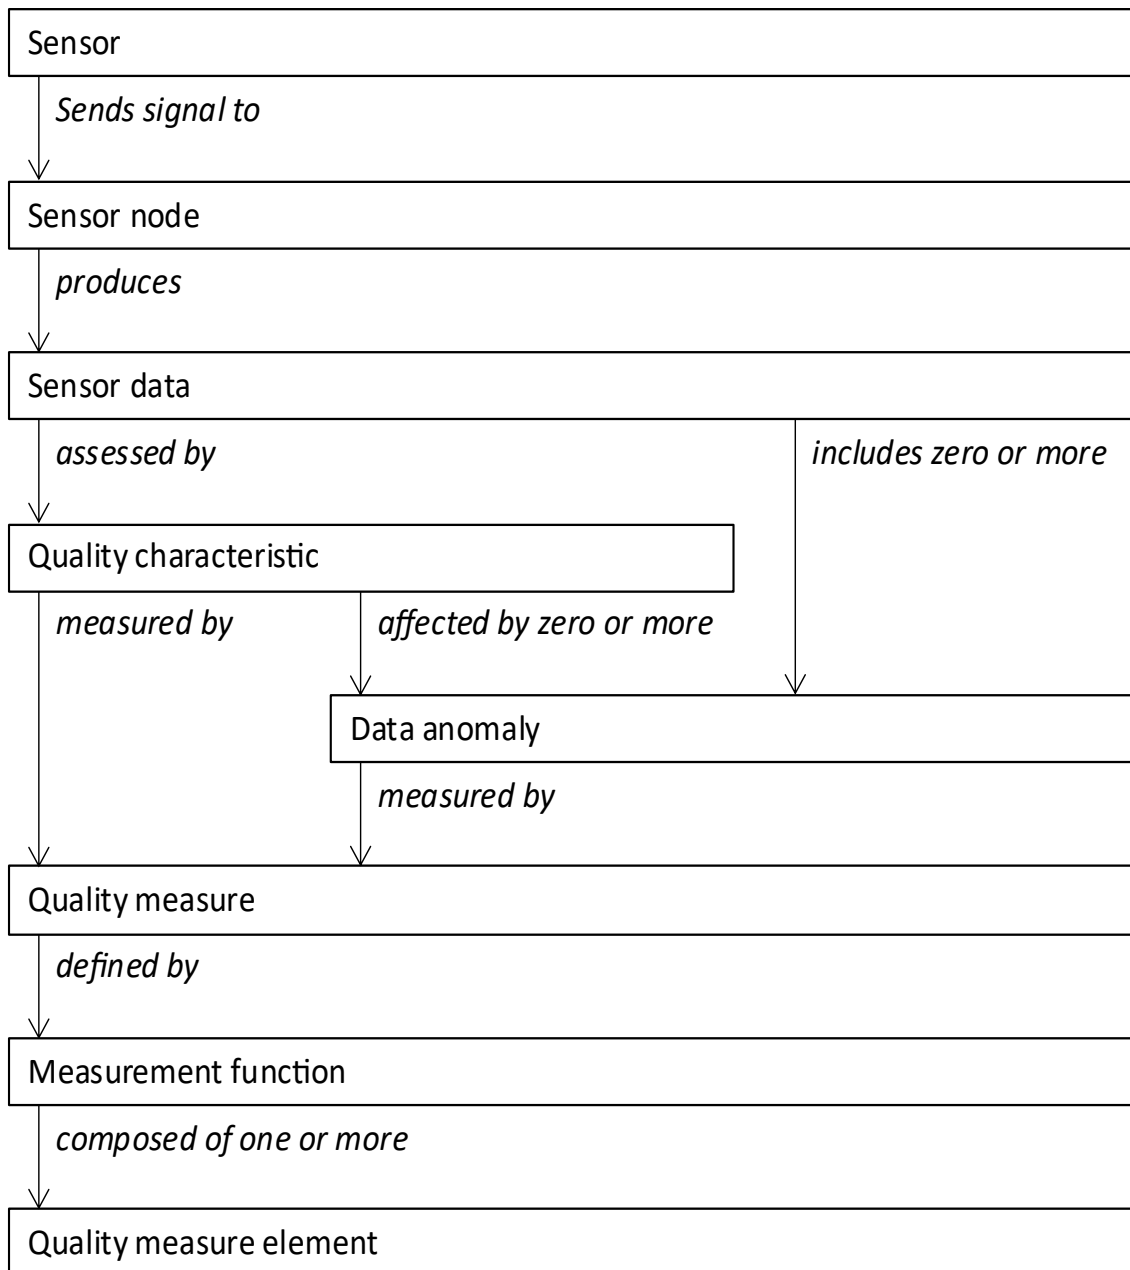 Sensor
Sends signal to
Sensor node
produces
Sensor data
assessed by
includes zero or more
Quality characteristic
measured by
affected by zero or more
Data anomaly
measured by
Quality measure
defined by
Measurement function
composed of one or more
Quality measure element